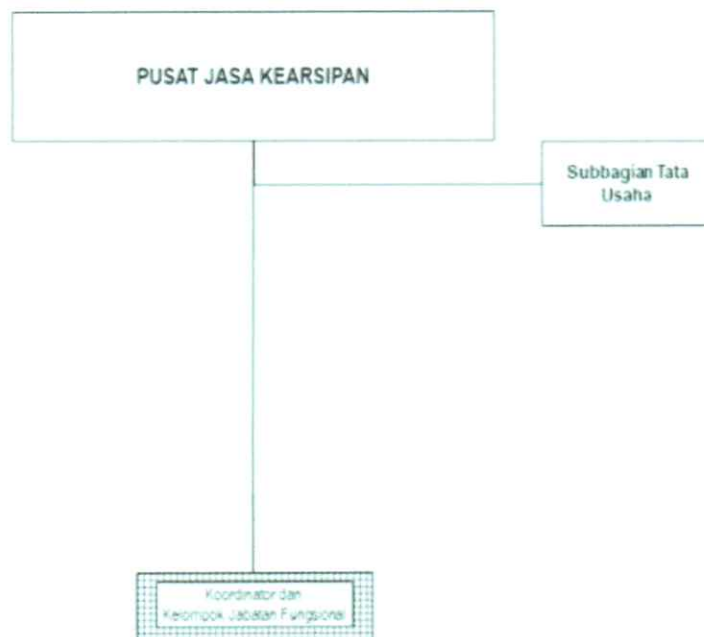 PUSAT JASA KEARSIPAN
Subbagian Tata
Usaha
Koordinator dan
Kelompok Jabatan Fungsional